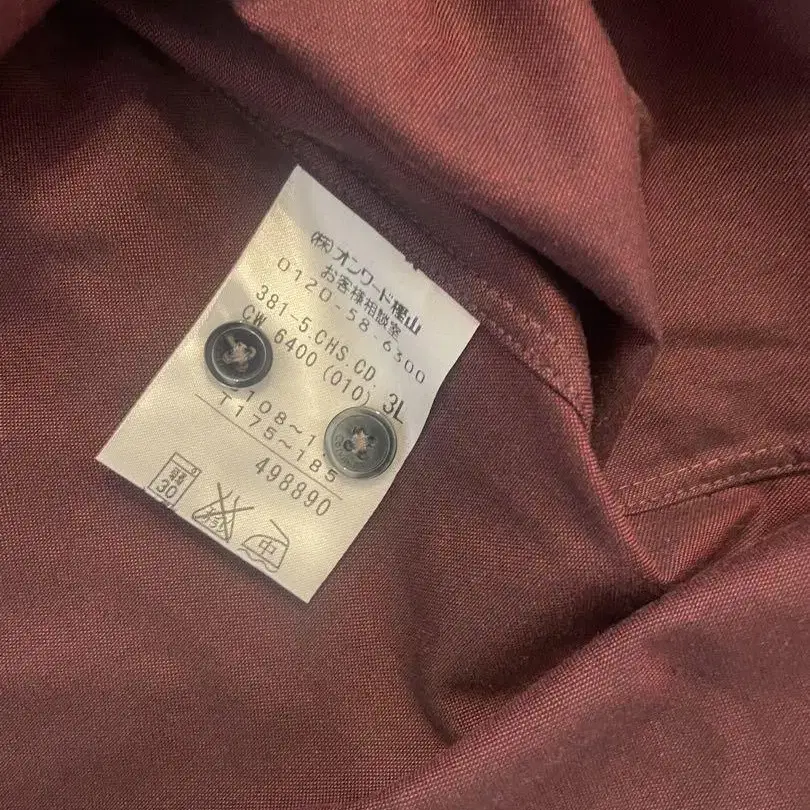 (株)オンワード樫山
お客様相談室
0120-58-6300
381-5.CHS.CD.
CW 6400 (010) 3L
108~1
T175~185
498890
30
中